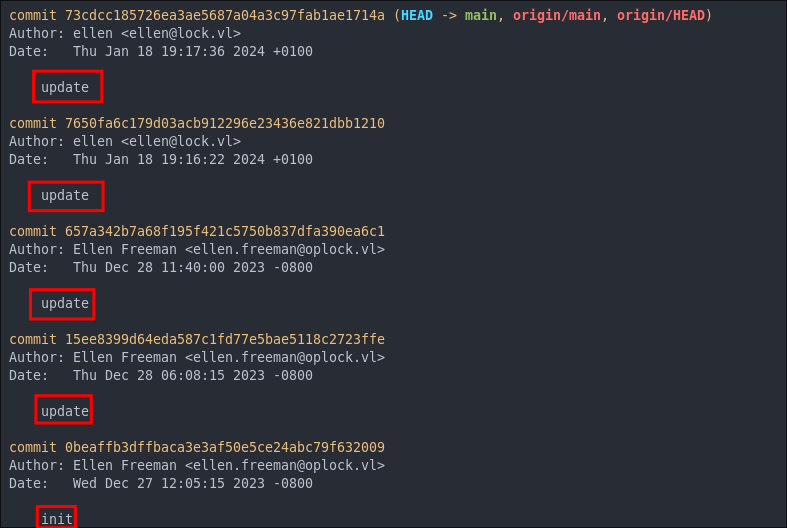 commit 73cdcc185726ea3ae5687a04a3c97fab1ae1714a (HEAD -> main, origin/main, origin/HEAD)
Author: ellen <ellen@lock.vl>
Date:   Thu Jan 18 19:17:36 2024 +0100
update
commit 7650fa6c179d03acb912296e23436e821dbb1210
Author: ellen <ellen@lock.vl>
Date:   Thu Jan 18 19:16:22 2024 +0100
update
commit 657a342b7a68f195f421c5750b837dfa390ea6c1
Author: Ellen Freeman <ellen.freeman@oplock.vl>
Date:   Thu Dec 28 11:40:00 2023 -0800
update
commit 15ee8399d64eda587c1fd77e5bae5118c2723ffe
Author: Ellen Freeman <ellen.freeman@oplock.vl>
Date:   Thu Dec 28 06:08:15 2023 -0800
update
commit 0beaffb3dffbaca3e3af50e5ce24abc79f632009
Author: Ellen Freeman <ellen.freeman@oplock.vl>
Date:   Wed Dec 27 12:05:15 2023 -0800
init